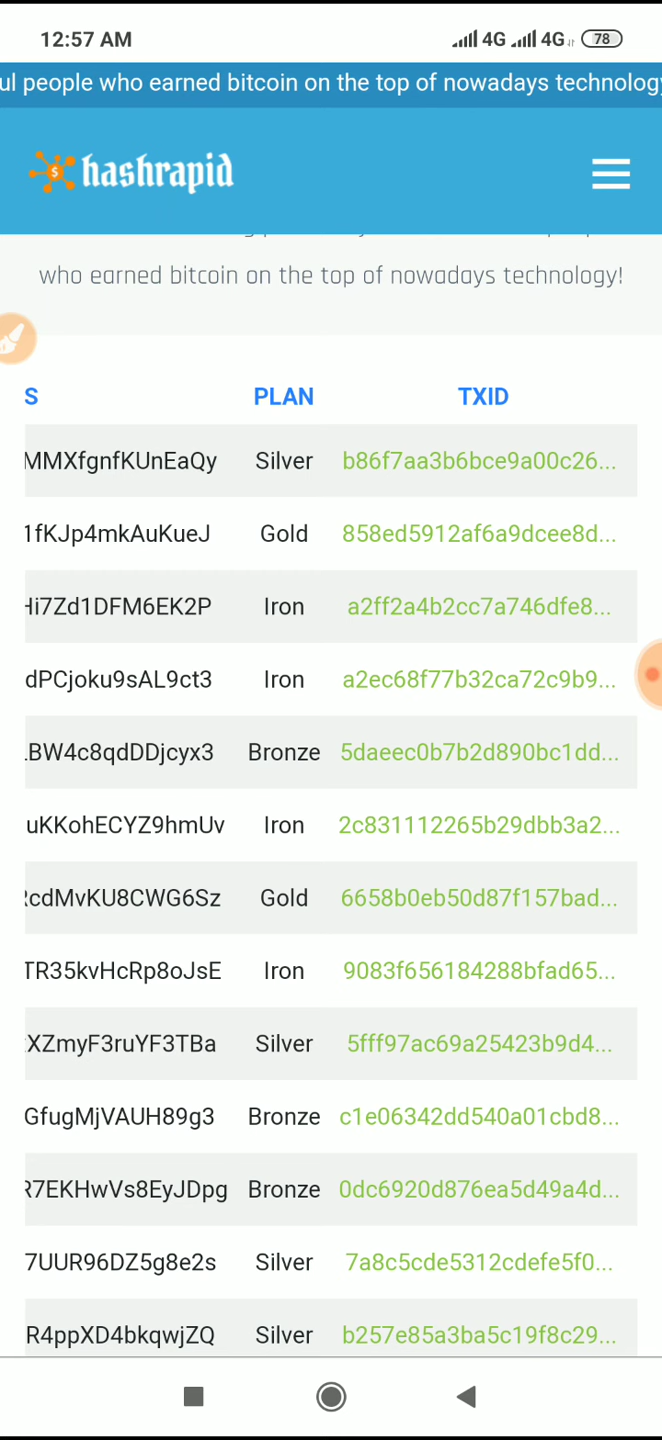 12:57 AM 4G 4G 78
ul people who earned bitcoin on the top of nowadays technology
hashrapid
who earned bitcoin on the top of nowadays technology!
S PLAN TXID
MMXfgnfKUnEaQy Silver b86f7aa3b6bce9a00c26...
1fKJp4mkAuKueJ Gold 858ed5912af6a9dcee8d...
Hi7Zd1DFM6EK2P Iron a2ff2a4b2cc7a746dfe8...
dPCjoku9sAL9ct3 Iron a2ec68f77b32ca72c9b9...
BW4c8qdDDjcyx3 Bronze 5daeec0b7b2d890bc1dd...
uKKohECYZ9hmUv Iron 2c831112265b29dbb3a2...
cdMvKU8CWG6Sz Gold 6658b0eb50d87f157bad...
TR35kvHcRp8oJsE Iron 9083f656184288bfad65...
XZmyF3ruYF3TBa Silver 5fff97ac69a25423b9d4...
GfugMjVAUH89g3 Bronze c1e06342dd540a01cbd8...
R7EKHwVs8EyJDpg Bronze 0dc6920d876ea5d49a4d...
7UUR96DZ5g8e2s Silver 7a8c5cde5312cdefe5f0...
R4ppXD4bkqwjZQ Silver b257e85a3ba5c19f8c29...